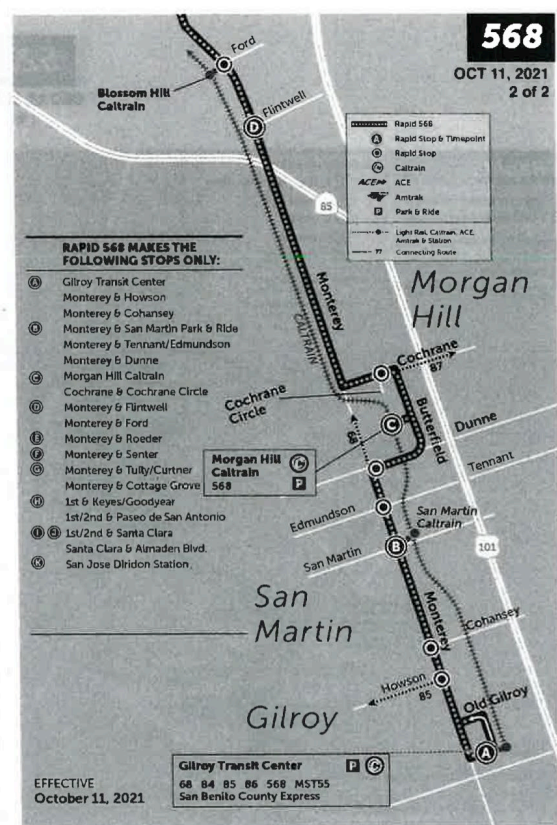 568
OCT 11, 2021
2 of 2
Ford
Blossom Hill
Caltrain
Flintwell
D
Rapid 568
A Rapid Stop & Timepoint
Rapid Stop
Caltrain
ACE ACE
Amtrak
P Park & Ride
Light Rail, Caltrain, ACE,
Amtrak & Station
?? Connecting Route
85
RAPID 568 MAKES THE
FOLLOWING STOPS ONLY:
A Gilroy Transit Center
Monterey & Howson
Monterey & Cohansey
B Monterey & San Martin Park & Ride
Monterey & Tennant/Edmundson
Monterey & Dunne
C Morgan Hill Caltrain
Cochrane & Cochrane Circle
D Monterey & Flintwell
Monterey & Ford
E Monterey & Roeder
F Monterey & Senter
G Monterey & Tully/Curtner
Monterey & Cottage Grove
H 1st & Keyes/Goodyear
1st/2nd & Paseo de San Antonio
I J 1st/2nd & Santa Clara
Santa Clara & Almaden Blvd.
K San Jose Diridon Station
Monterey
CALTRAIN
Morgan
Hill
Cochrane
87
Cochrane
Circle
Butterfield
C
68
Dunne
Tennant
Morgan Hill
Caltrain
568 P
Edmundson
San Martin
Caltrain
San Martin
B
101
San
Martin
Monterey
Cohansey
Howson
85
Old Gilroy
Gilroy
A
Gilroy Transit Center P
68 84 85 86 568 MST55
San Benito County Express
EFFECTIVE
October 11, 2021